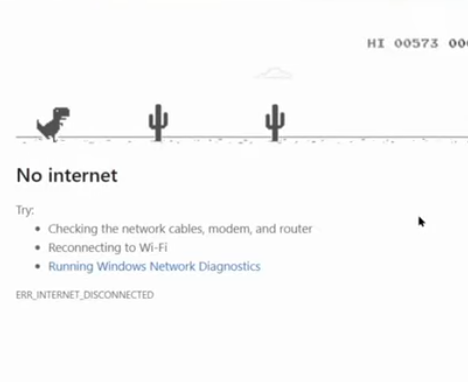 HI 00573 00
No internet
Try:
Checking the network cables, modem, and router
Reconnecting to Wi-Fi
Running Windows Network Diagnostics
ERR_INTERNET_DISCONNECTED